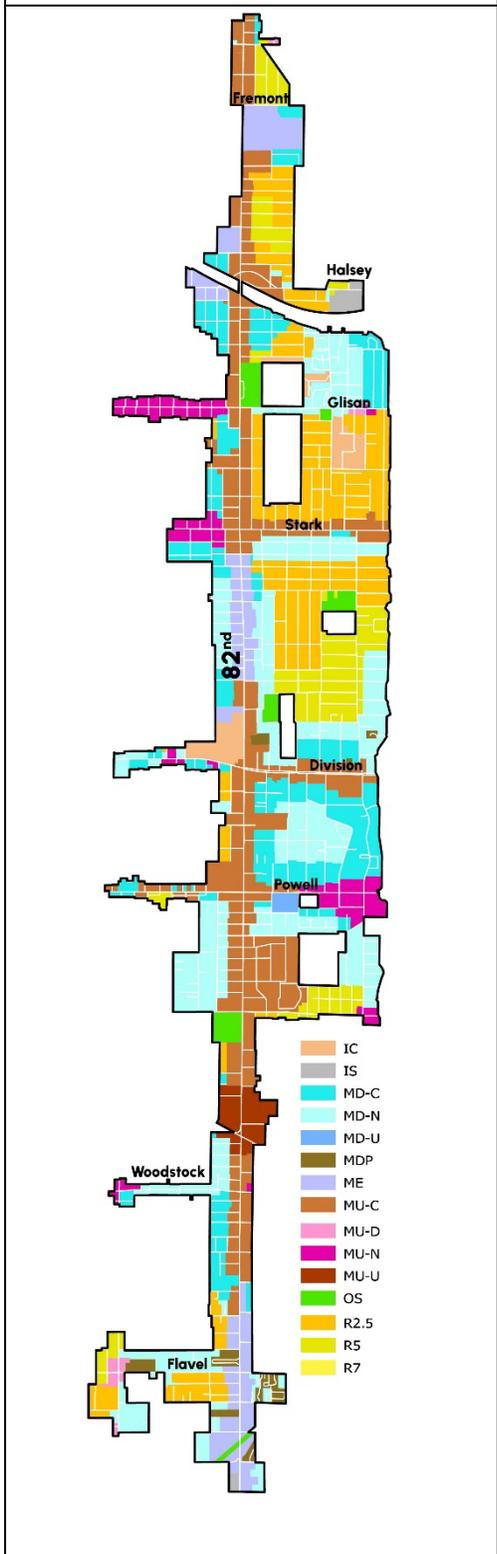 Fremont
Halsey
Glisan
Stark
82nd
Division
Powell
IC
IS
MD-C
MD-N
MD-U
MDP
ME
MU-C
MU-D
MU-N
MU-U
OS
R2.5
R5
R7
Woodstock
Flavel